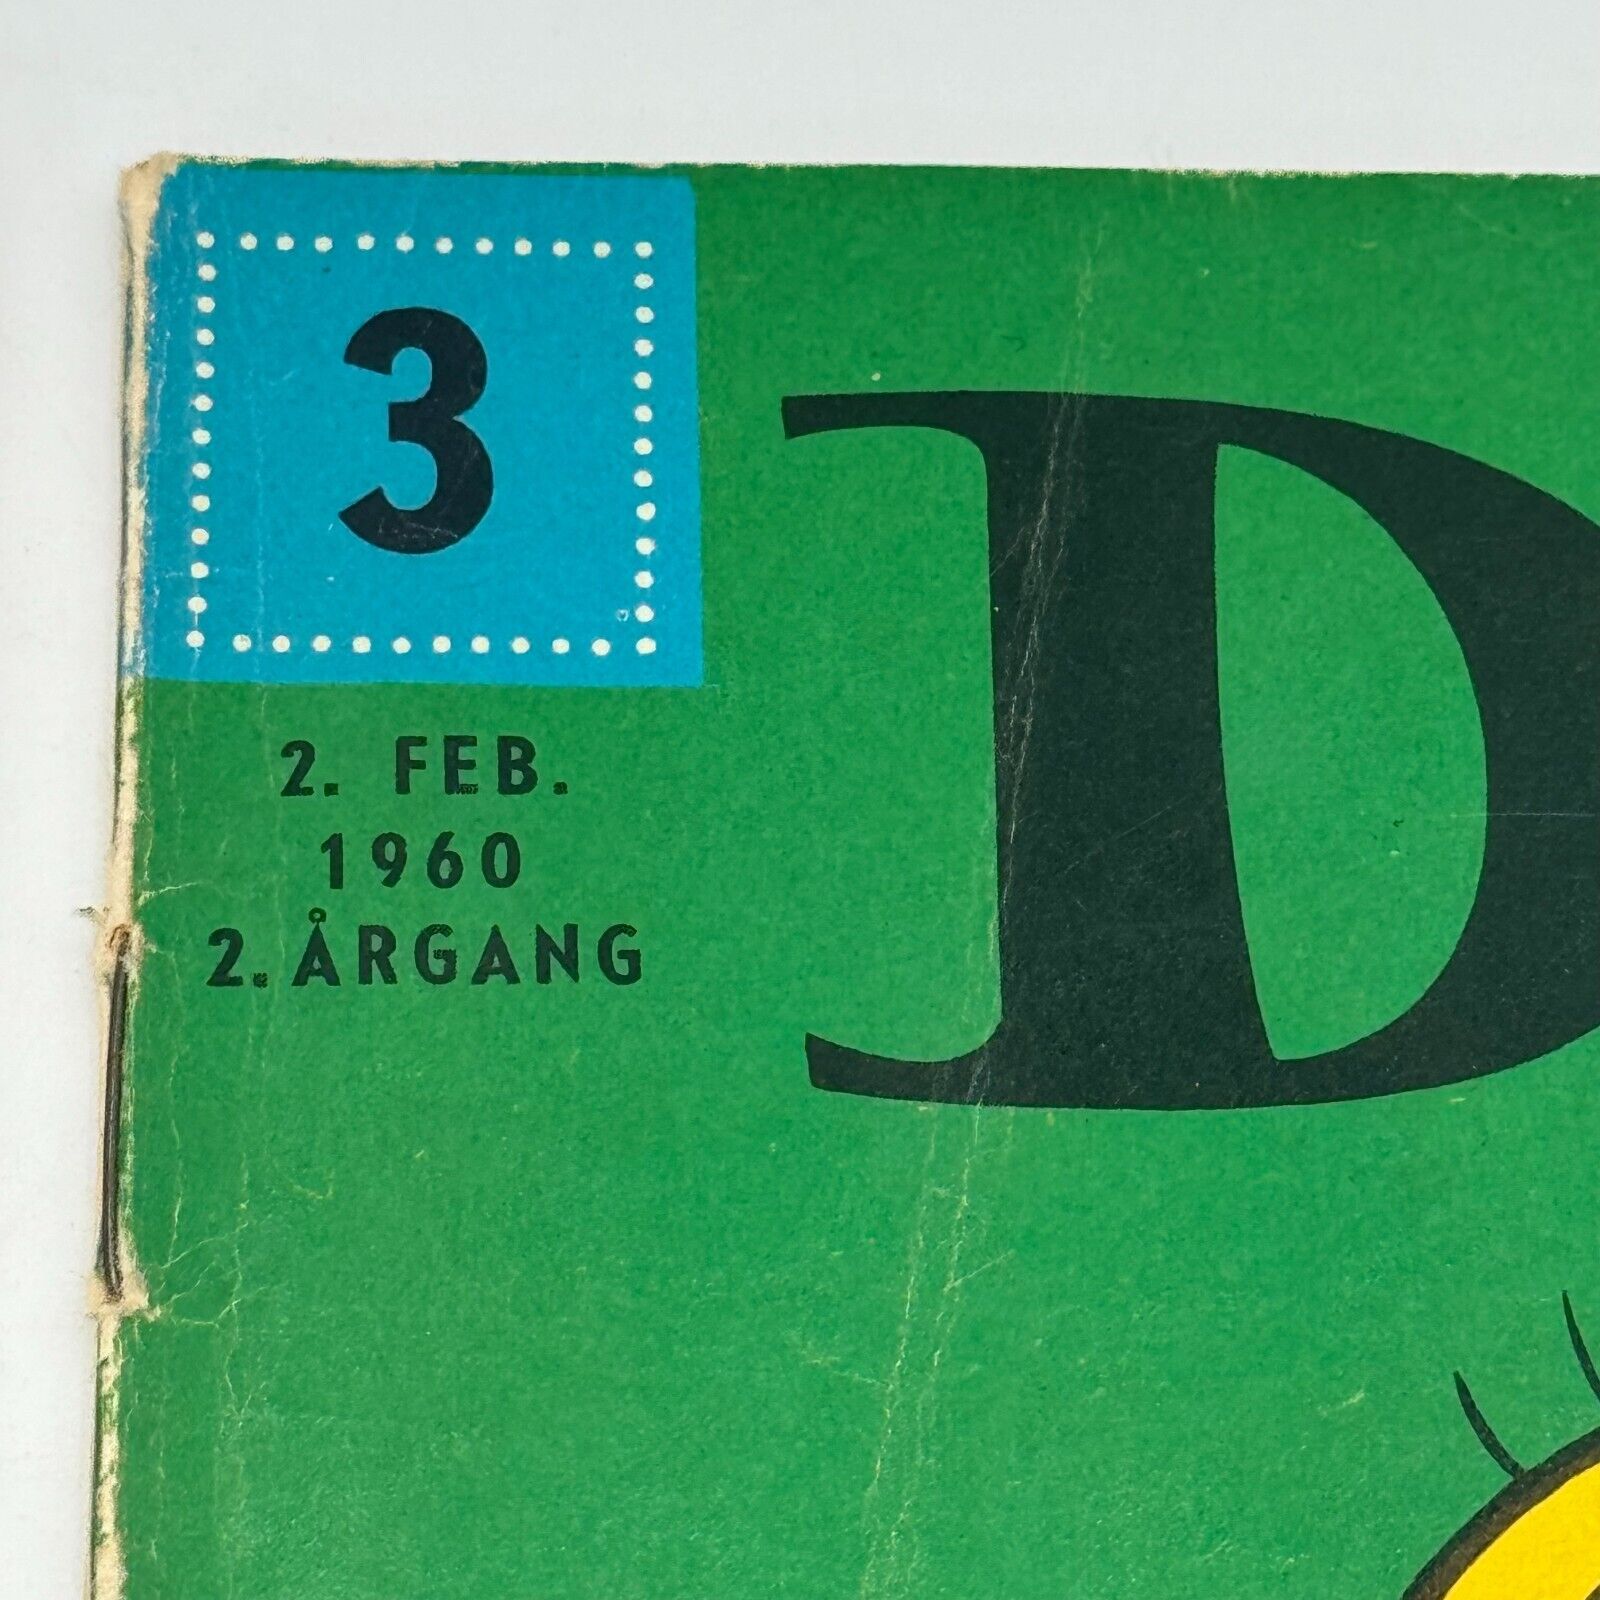 3
D
2. FEB.
1960
2. ÅRGANG